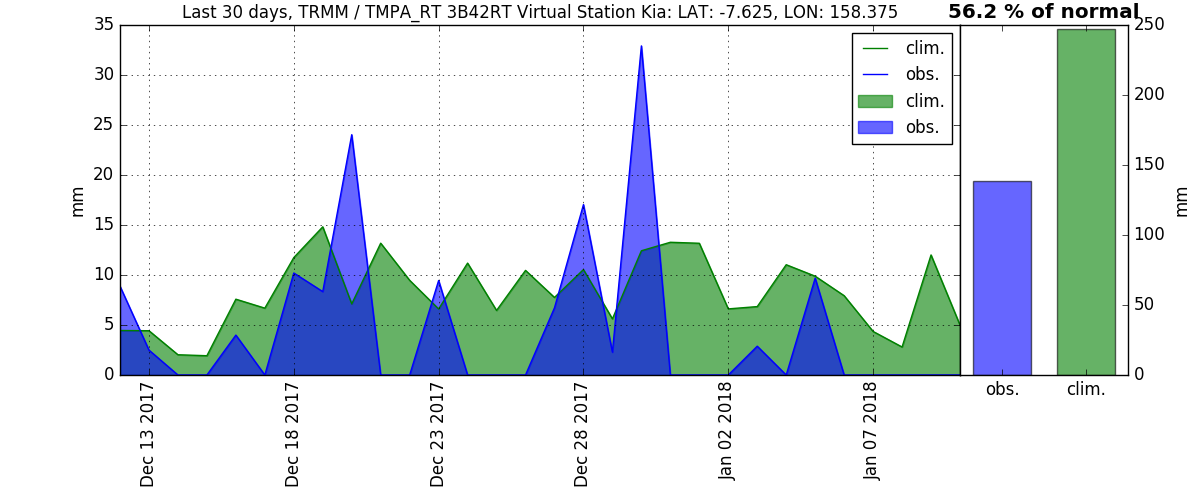 Last 30 days, TRMM / TMPA_RT 3B42RT Virtual Station Kia: LAT: -7.625, LON: 158.375
56.2 % of normal
35
30
25
20
15
10
5
0
mm
clim.
obs.
clim.
obs.
250
200
150
100
50
0
mm
obs.
clim.
Dec 13 2017
Dec 18 2017
Dec 23 2017
Dec 28 2017
Jan 02 2018
Jan 07 2018